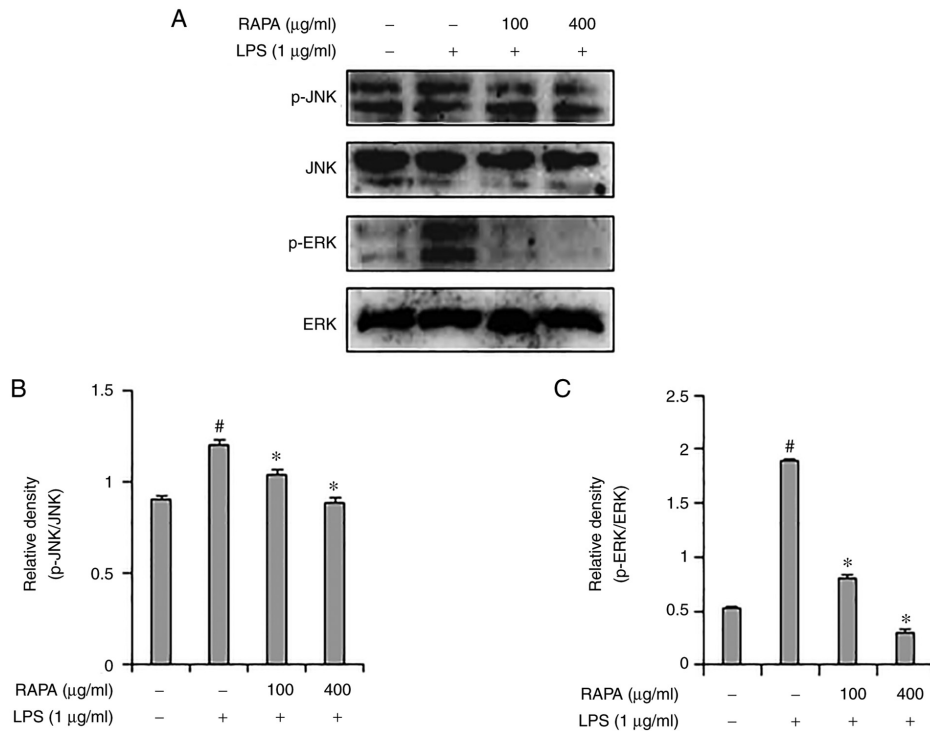 A
RAPA (μg/ml) – – 100 400
LPS (1 μg/ml) – + + +
p-JNK
JNK
p-ERK
ERK
B
1.5
1
0.5
0
Relative density
(p-JNK/JNK)
#
*
*
RAPA (μg/ml) – – 100 400
LPS (1 μg/ml) – + + +
C
2.5
2
1.5
1
0.5
0
Relative density
(p-ERK/ERK)
#
*
*
RAPA (μg/ml) – – 100 400
LPS (1 μg/ml) – + + +